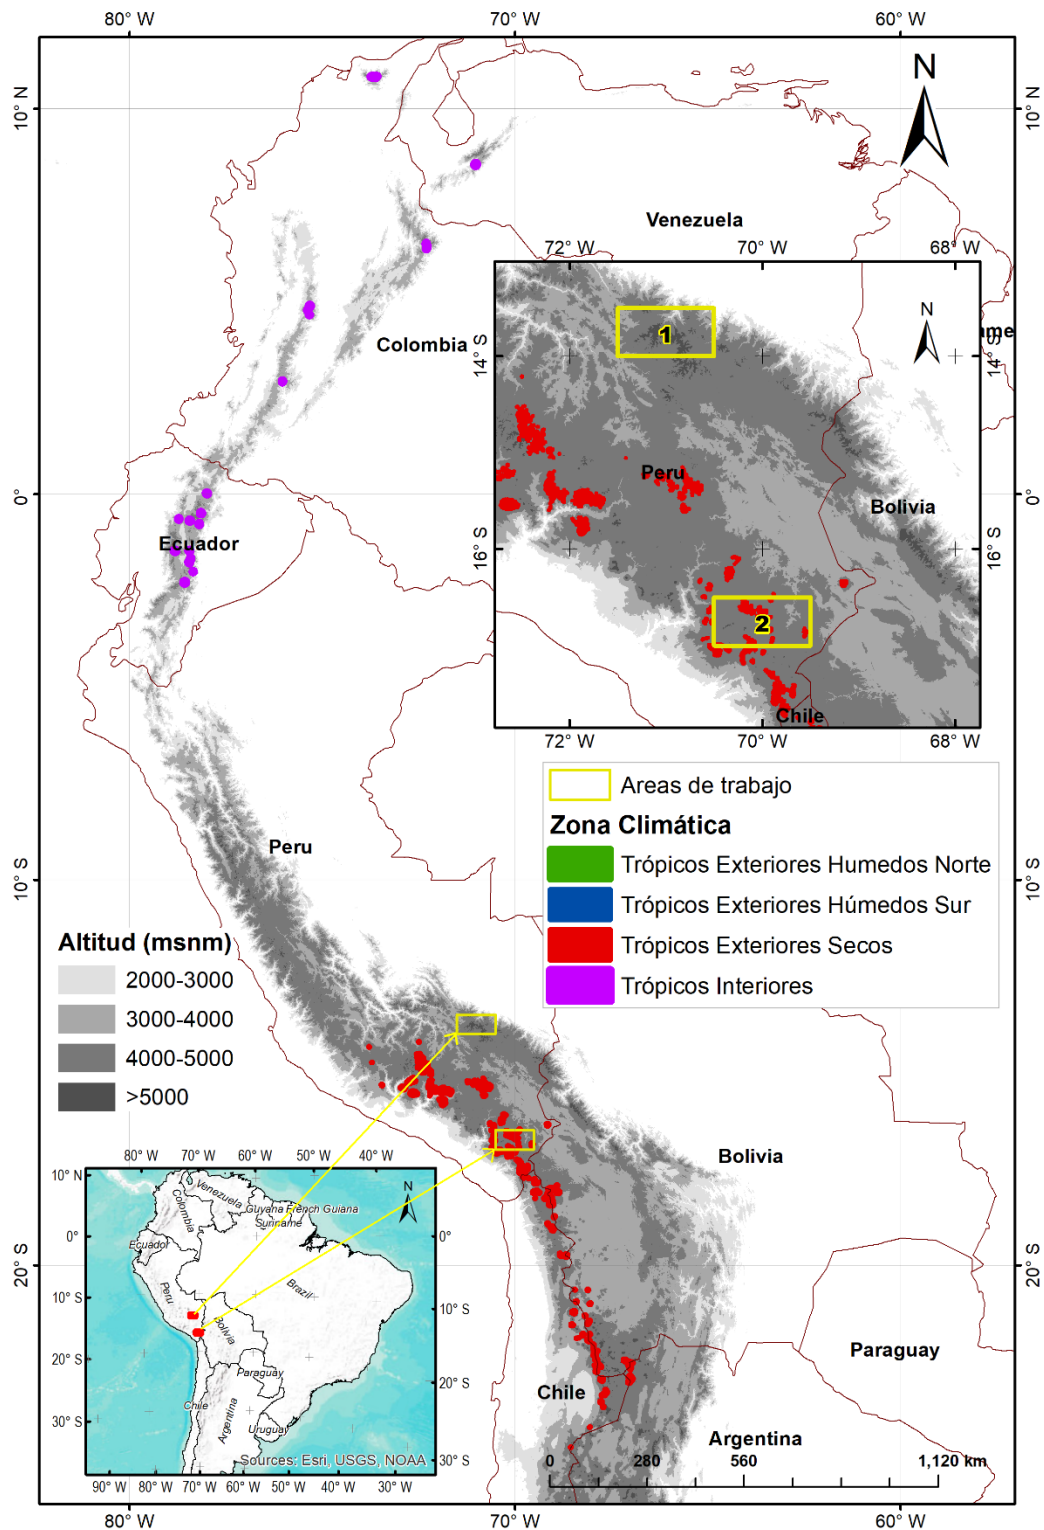 80° W 70° W 60° W
N
10° N 10° N
Venezuela
72° W 70° W 68° W
N
1
ame
14° S 14° S
Colombia
Peru
Bolivia
0° 0°
Ecuador
16° S 16° S
2
Chile
72° W 70° W 68° W
Areas de trabajo
Zona Climática
Trópicos Exteriores Humedos Norte
Trópicos Exteriores Húmedos Sur
Trópicos Exteriores Secos
Trópicos Interiores
Peru
10° S 10° S
Altitud (msnm)
2000-3000
3000-4000
4000-5000
>5000
Bolivia
80° W 70° W 60° W 50° W 40° W
10° N
N
Venezuela
Guyana French Guiana
Suriname
Colombia
0° 0°
Ecuador
20° S 20° S
Peru
Brazil
10° S 10° S
Bolivia
20° S
Paraguay
20° S
Chile
Argentina
Uruguay
30° S
30° S
Sources: Esri, USGS, NOAA
90° W 80° W 70° W 60° W 50° W 40° W
Paraguay
Chile
Argentina
0 280 560 1,120 km
80° W 70° W 60° W